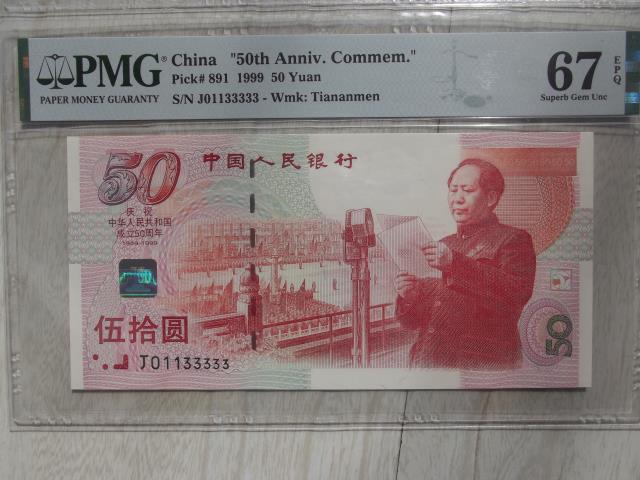 PMG
PAPER MONEY GUARANTY
China "50th Anniv. Commem."
Pick# 891 1999 50 Yuan
S/N J01133333 - Wmk: Tiananmen
67 EPQ
Superb Gem Unc
50
中国人民银行
庆祝
中华人民共和国
成立50周年
1949-1999
伍拾圆
J01133333
50